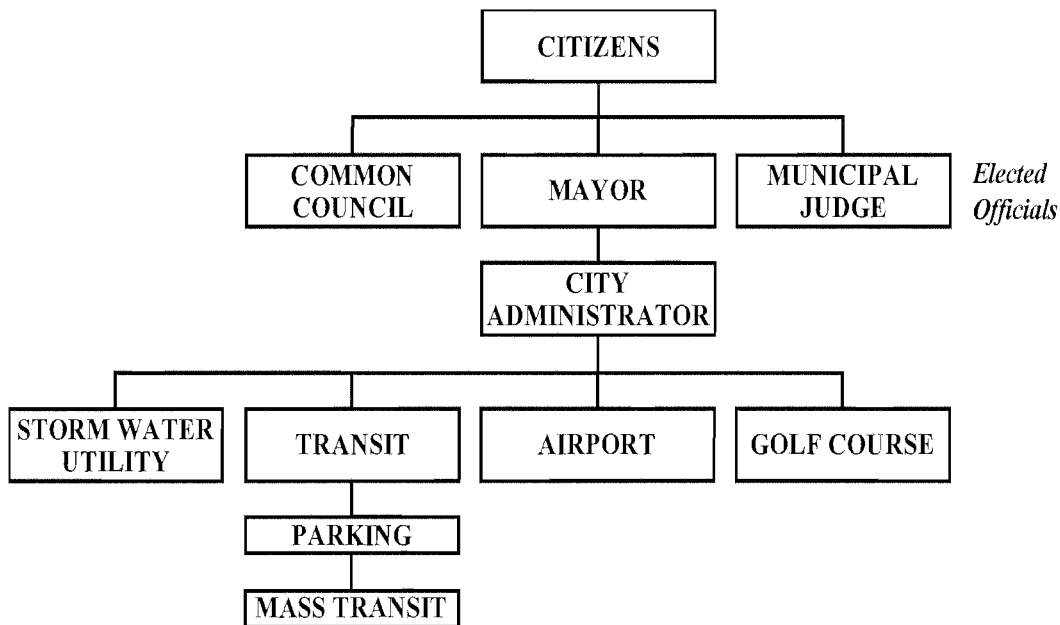 CITIZENS
COMMON
COUNCIL
MAYOR
MUNICIPAL
JUDGE
Elected
Officials
CITY
ADMINISTRATOR
STORM WATER
UTILITY
TRANSIT
AIRPORT
GOLF COURSE
PARKING
MASS TRANSIT